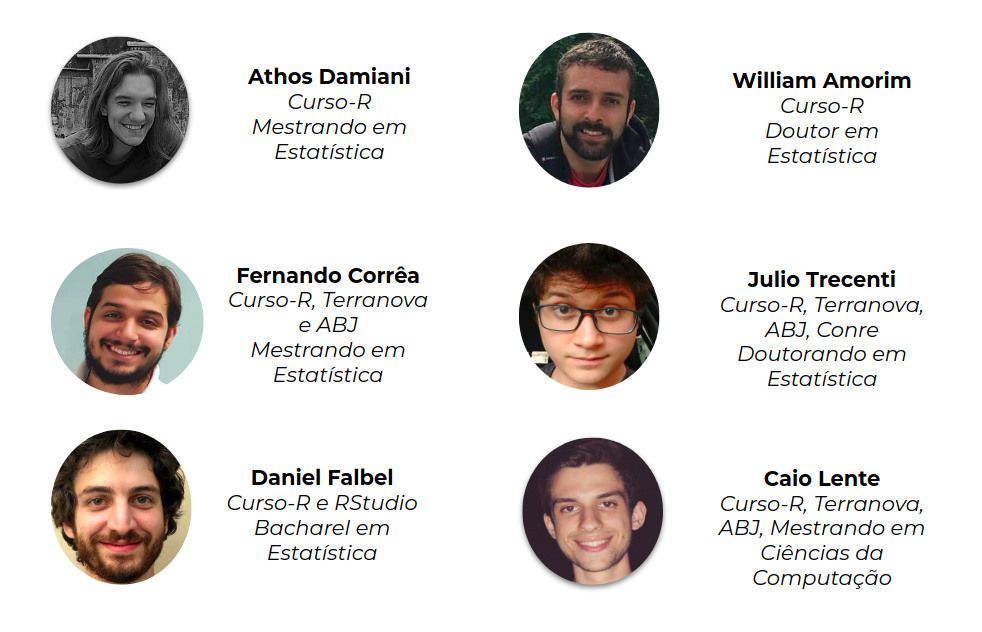 Athos Damiani
Curso-R
Mestrando em
Estatística
William Amorim
Curso-R
Doutor em
Estatística
Fernando Corrêa
Curso-R, Terranova
e ABJ
Mestrando em
Estatística
Julio Trecenti
Curso-R, Terranova,
ABJ, Conre
Doutorando em
Estatística
Daniel Falbel
Curso-R e RStudio
Bacharel em
Estatística
Caio Lente
Curso-R, Terranova,
ABJ, Mestrando em
Ciências da
Computação